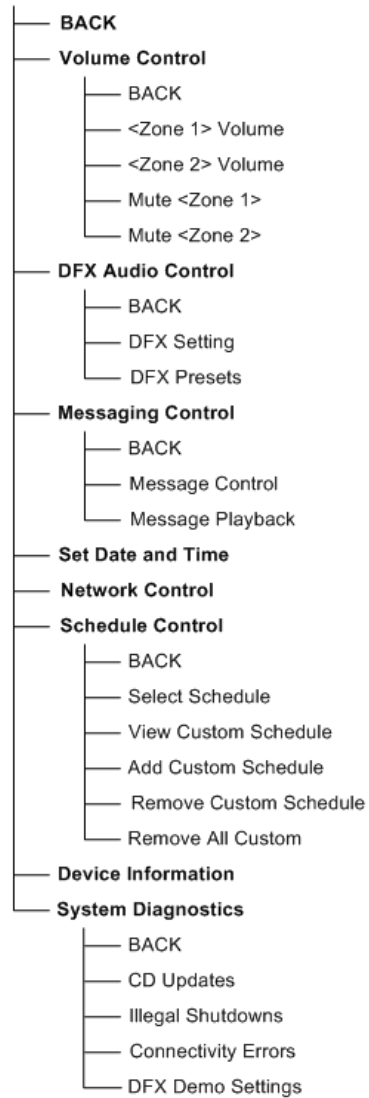 BACK
Volume Control
BACK
<Zone 1> Volume
<Zone 2> Volume
Mute <Zone 1>
Mute <Zone 2>
DFX Audio Control
BACK
DFX Setting
DFX Presets
Messaging Control
BACK
Message Control
Message Playback
Set Date and Time
Network Control
Schedule Control
BACK
Select Schedule
View Custom Schedule
Add Custom Schedule
Remove Custom Schedule
Remove All Custom
Device Information
System Diagnostics
BACK
CD Updates
Illegal Shutdowns
Connectivity Errors
DFX Demo Settings